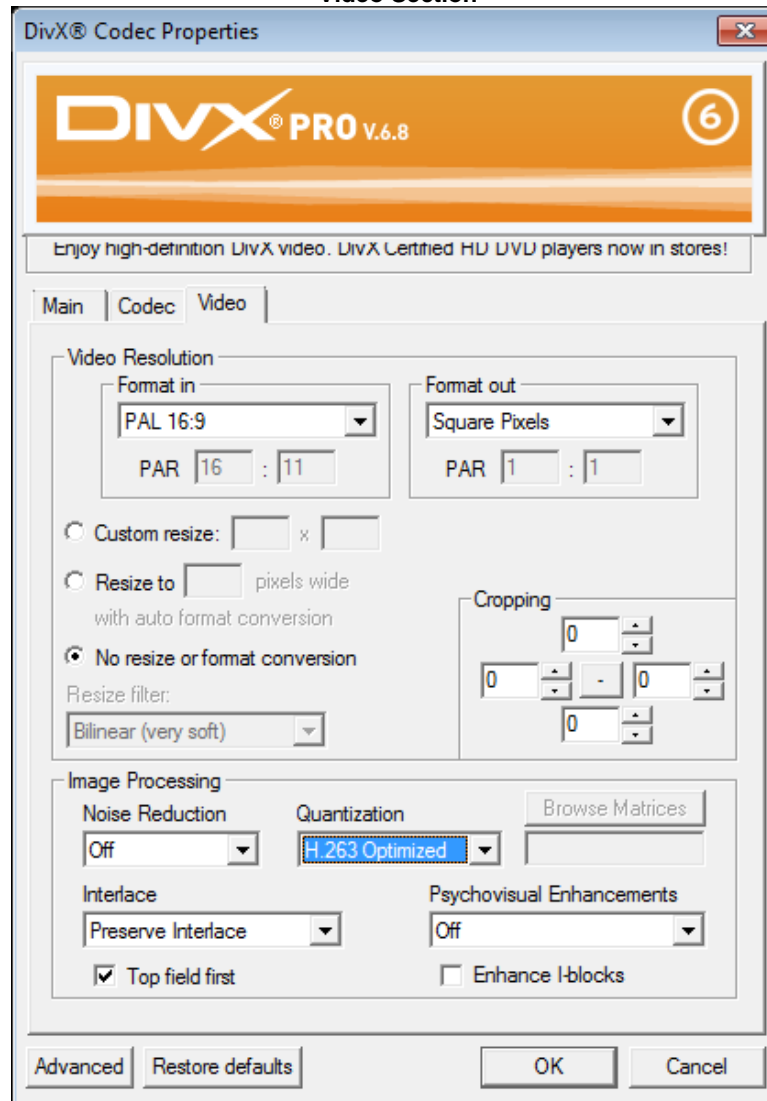 Video Section
DivX® Codec Properties
DIVX® PRO V.6.8 6
Enjoy high-definition DivX video. DivX Certified HD DVD players now in stores!
Main Codec Video
Video Resolution
Format in Format out
PAL 16:9 Square Pixels
PAR 16 : 11 PAR 1 : 1
Custom resize: x
Resize to pixels wide
with auto format conversion
Cropping
0
No resize or format conversion
0 - 0
Resize filter:
Bilinear (very soft) 0
Image Processing
Noise Reduction Quantization Browse Matrices
Off H.263 Optimized
Interlace Psychovisual Enhancements
Preserve Interlace Off
Top field first Enhance I-blocks
Advanced Restore defaults OK Cancel